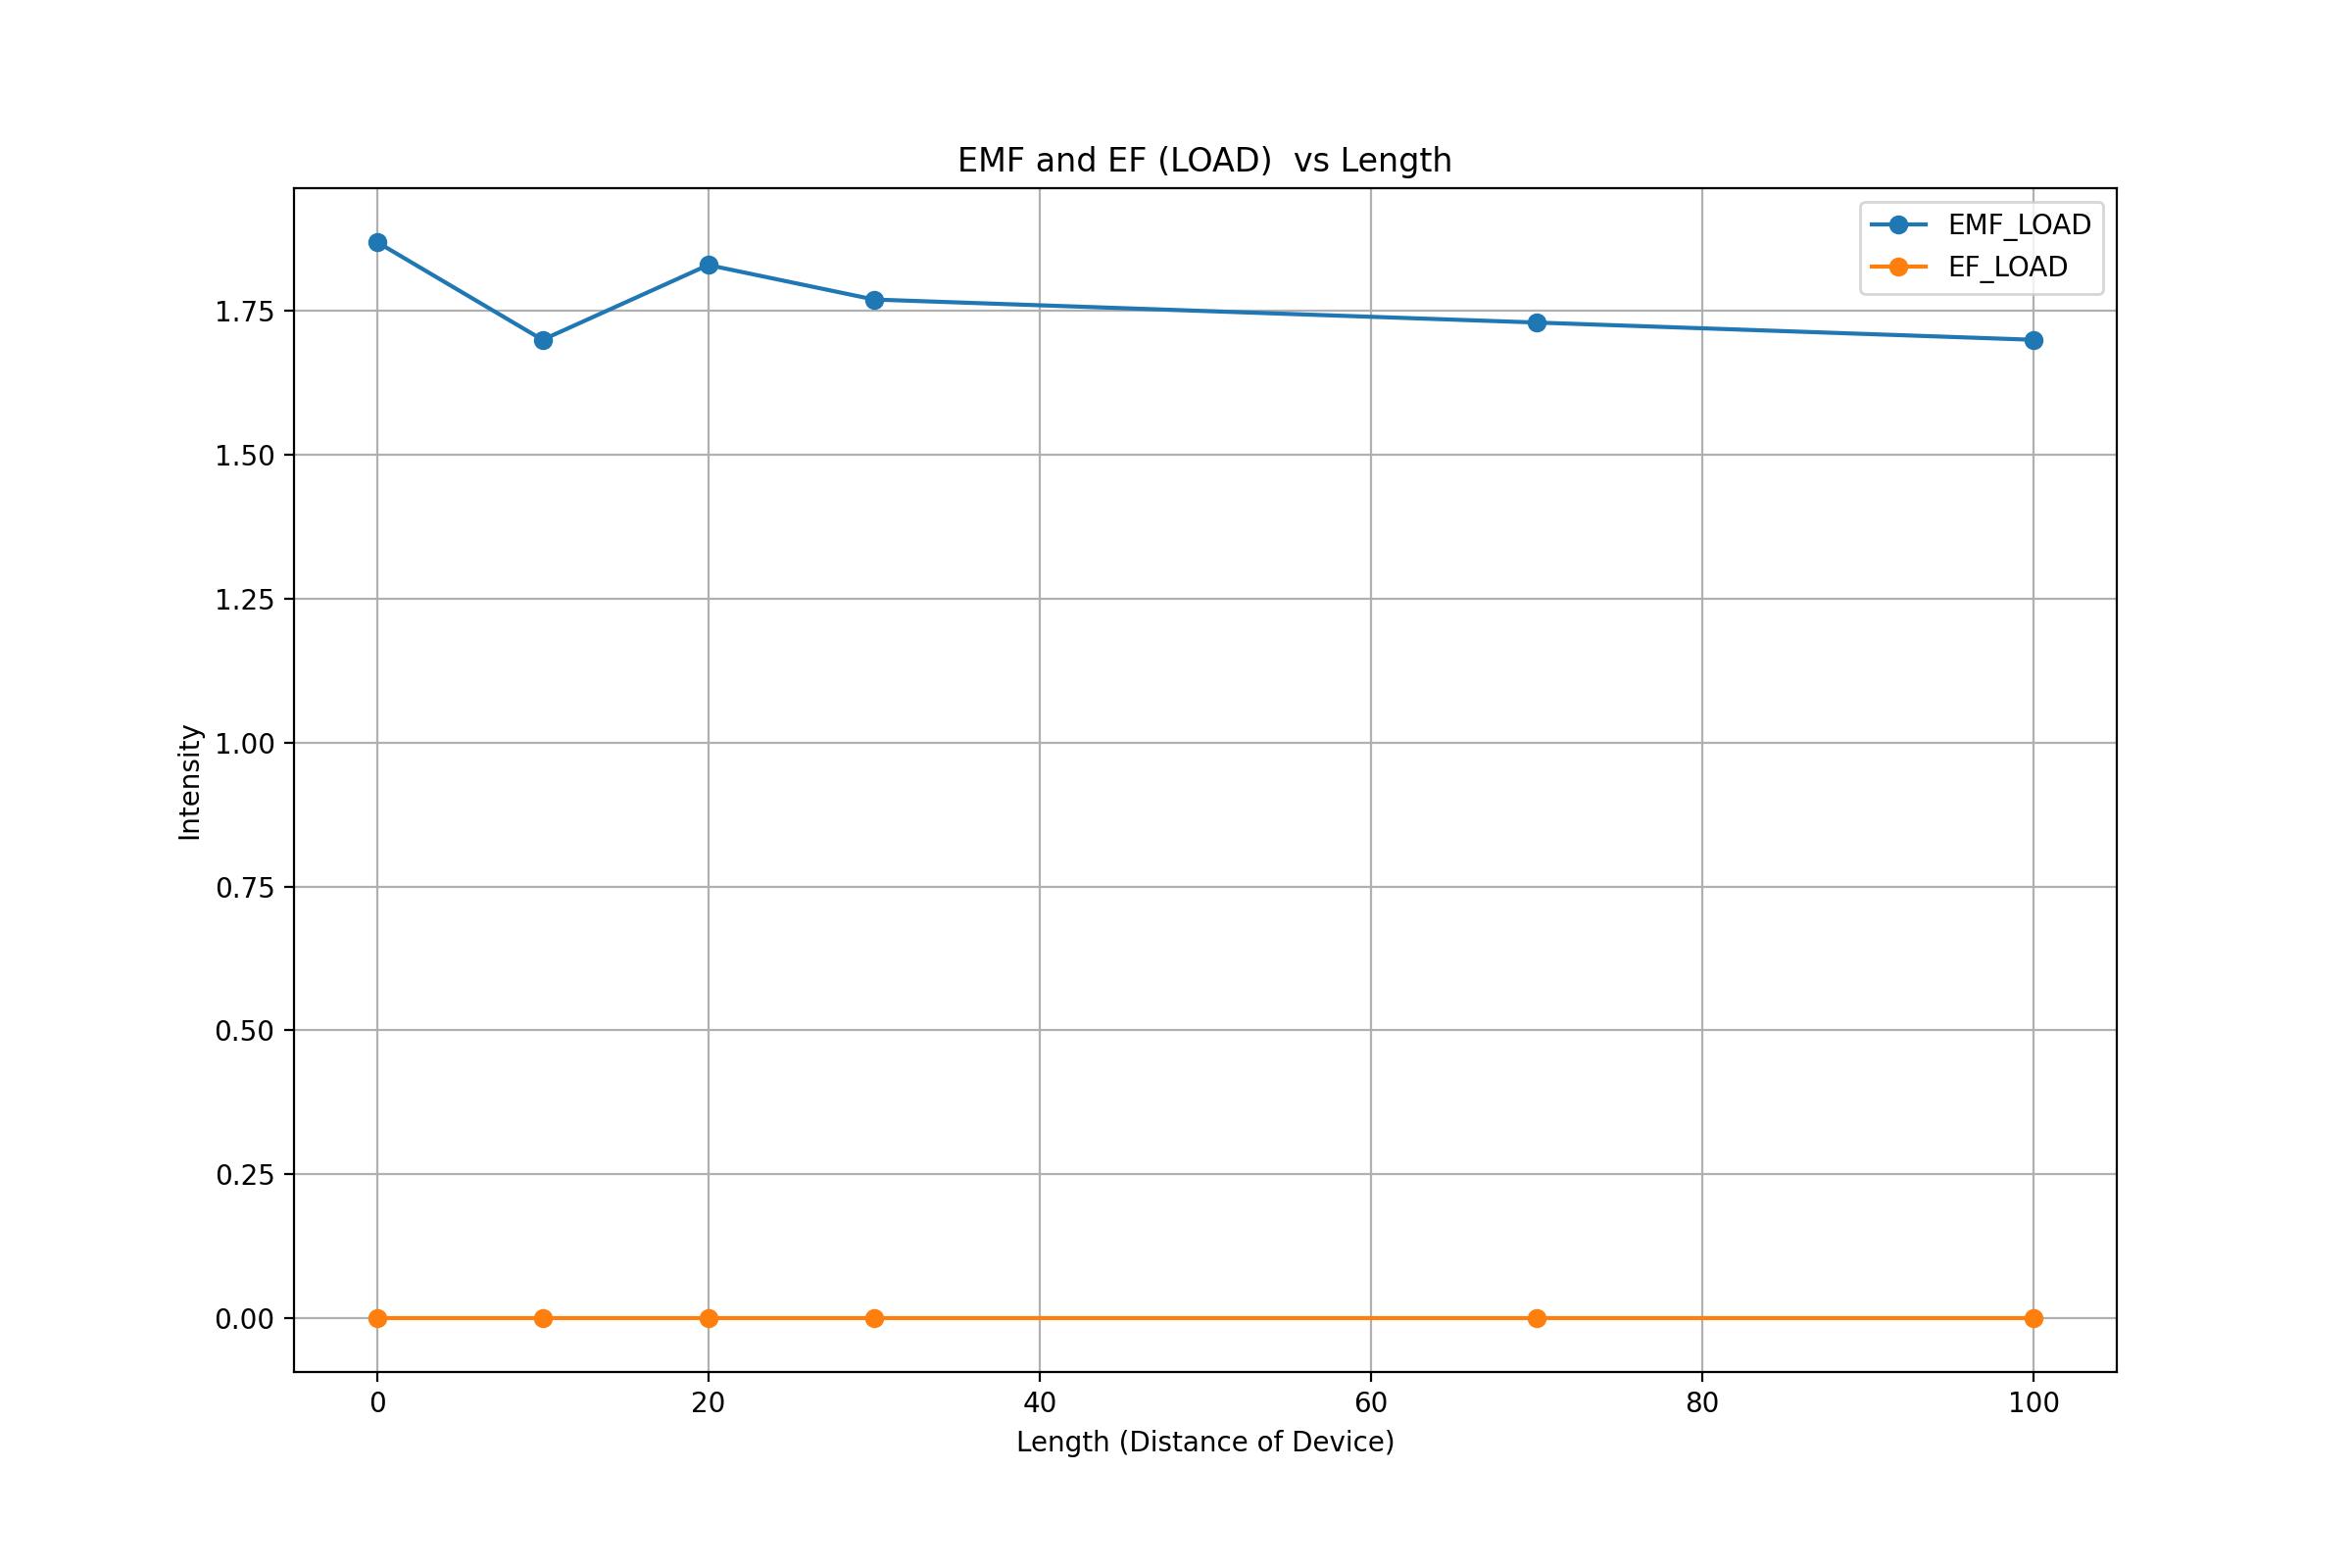 EMF and EF (LOAD)  vs Length
EMF_LOAD
EF_LOAD
1.75
1.50
1.25
1.00
0.75
0.50
0.25
0.00
Intensity
0 20 40 60 80 100
Length (Distance of Device)